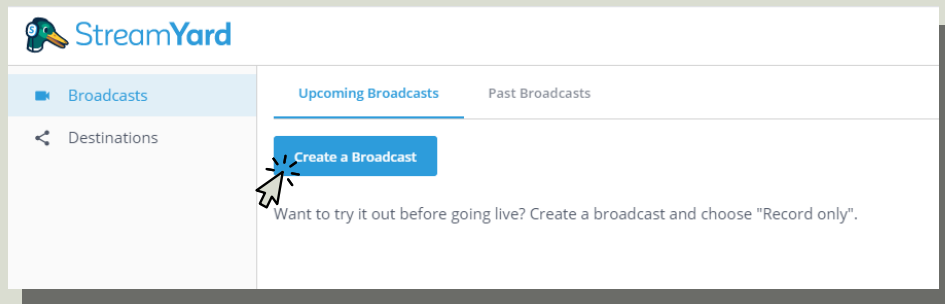 StreamYard
Broadcasts
Destinations
Upcoming Broadcasts
Past Broadcasts
Create a Broadcast
Want to try it out before going live? Create a broadcast and choose "Record only".